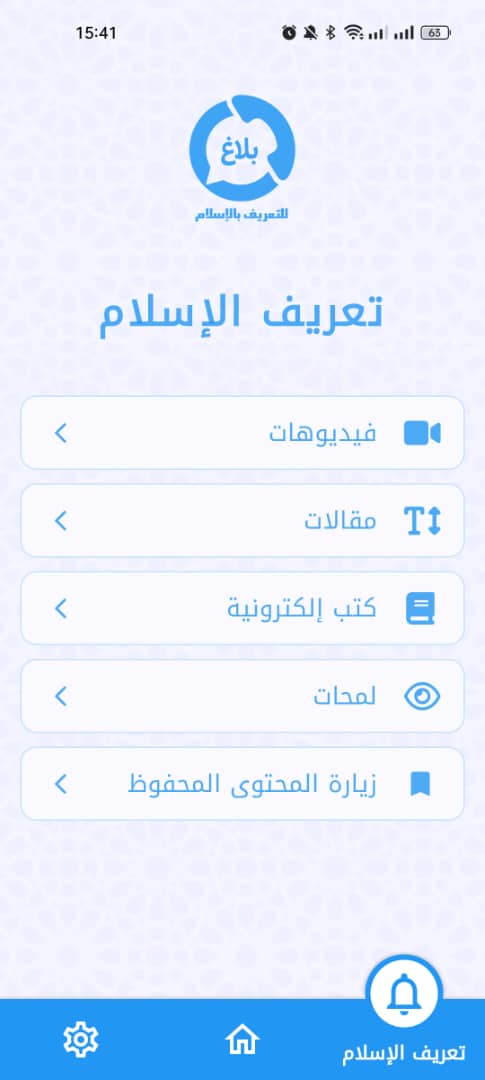 15:41
63
بلاغ
للتعريف بالإسلام
تعريف الإسلام
فيديوهات
مقالات
كتب إلكترونية
لمحات
زيارة المحتوى المحفوظ
تعريف الإسلام